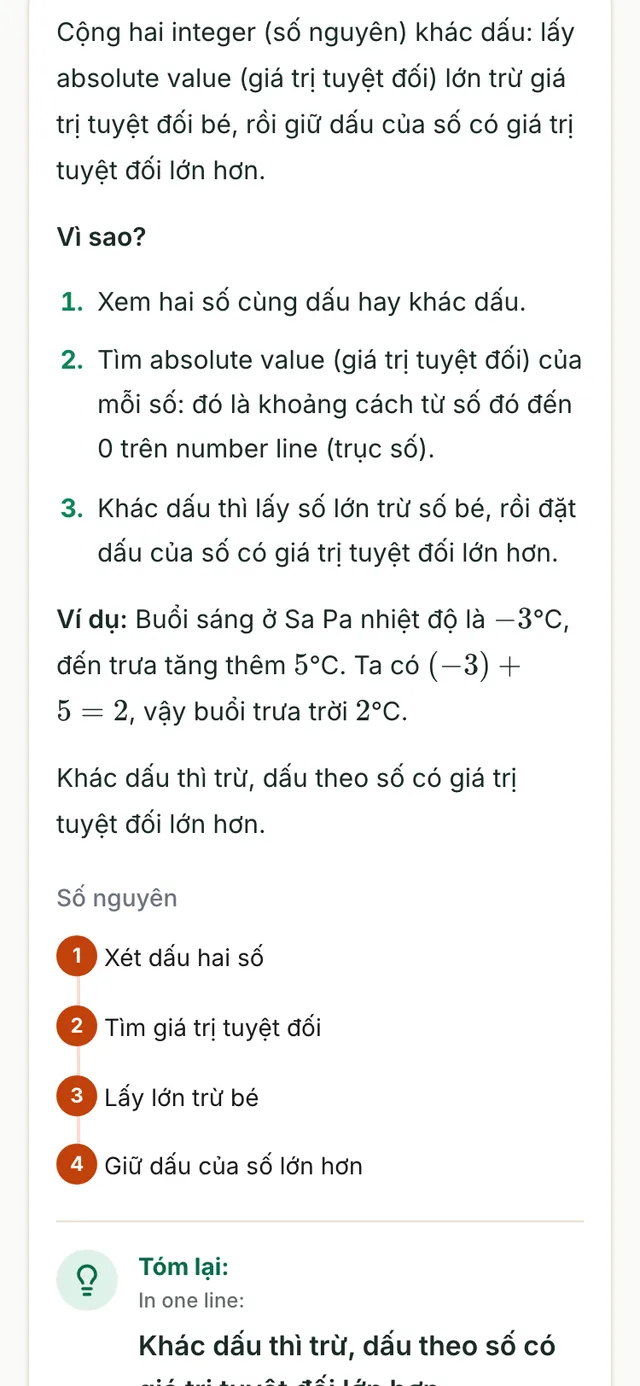 Cộng hai integer (số nguyên) khác dấu: lấy
absolute value (giá trị tuyệt đối) lớn trừ giá
trị tuyệt đối bé, rồi giữ dấu của số có giá trị
tuyệt đối lớn hơn.
Vì sao?
1. Xem hai số cùng dấu hay khác dấu.
2. Tìm absolute value (giá trị tuyệt đối) của
mỗi số: đó là khoảng cách từ số đó đến
0 trên number line (trục số).
3. Khác dấu thì lấy số lớn trừ số bé, rồi đặt
dấu của số có giá trị tuyệt đối lớn hơn.
Ví dụ: Buổi sáng ở Sa Pa nhiệt độ là −3°C,
đến trưa tăng thêm 5°C. Ta có (−3) +
5 = 2, vậy buổi trưa trời 2°C.
Khác dấu thì trừ, dấu theo số có giá trị
tuyệt đối lớn hơn.
Số nguyên
1 Xét dấu hai số
2 Tìm giá trị tuyệt đối
3 Lấy lớn trừ bé
4 Giữ dấu của số lớn hơn
Tóm lại:
In one line:
Khác dấu thì trừ, dấu theo số có
giá trị tuyệt đối lớn hơn.